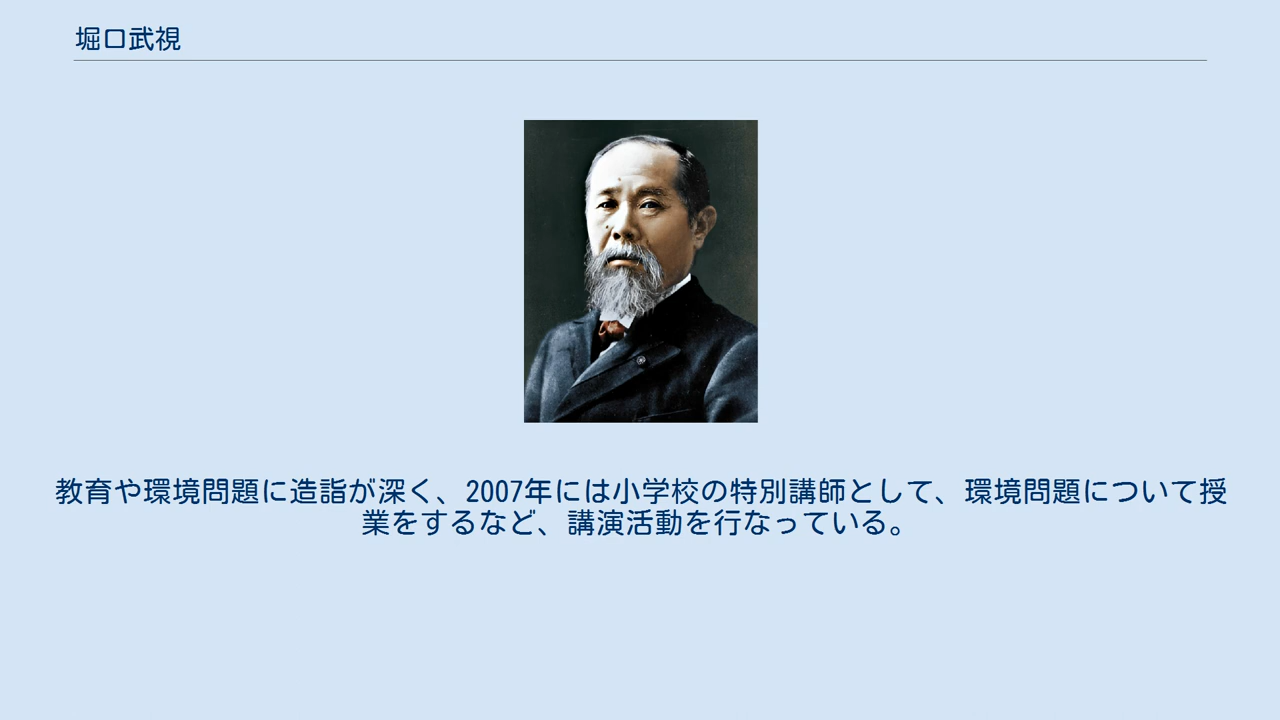 堀口武視
教育や環境問題に造詣が深く、2007年には小学校の特別講師として、環境問題について授
業をするなど、講演活動を行なっている。